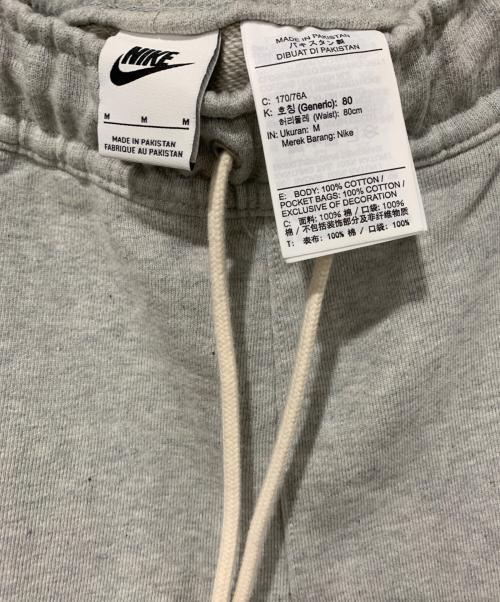 NIKE
M M M
MADE IN PAKISTAN
FABRIQUE AU PAKISTAN
MADE IN PAKISTAN
パキスタン製
DIBUAT DI PAKISTAN
C: 170/76A
K: 호칭 (Generic): 80
허리둘레 (Waist): 80cm
IN: Ukuran: M
Merek Barang: Nike
E: BODY: 100% COTTON /
POCKET BAGS: 100% COTTON /
EXCLUSIVE OF DECORATION
C: 面料: 100% 棉 / 口袋: 100%
棉 / 不包括装饰部分及非纤维物质
T: 表布: 100% 棉 / 口袋: 100% 棉